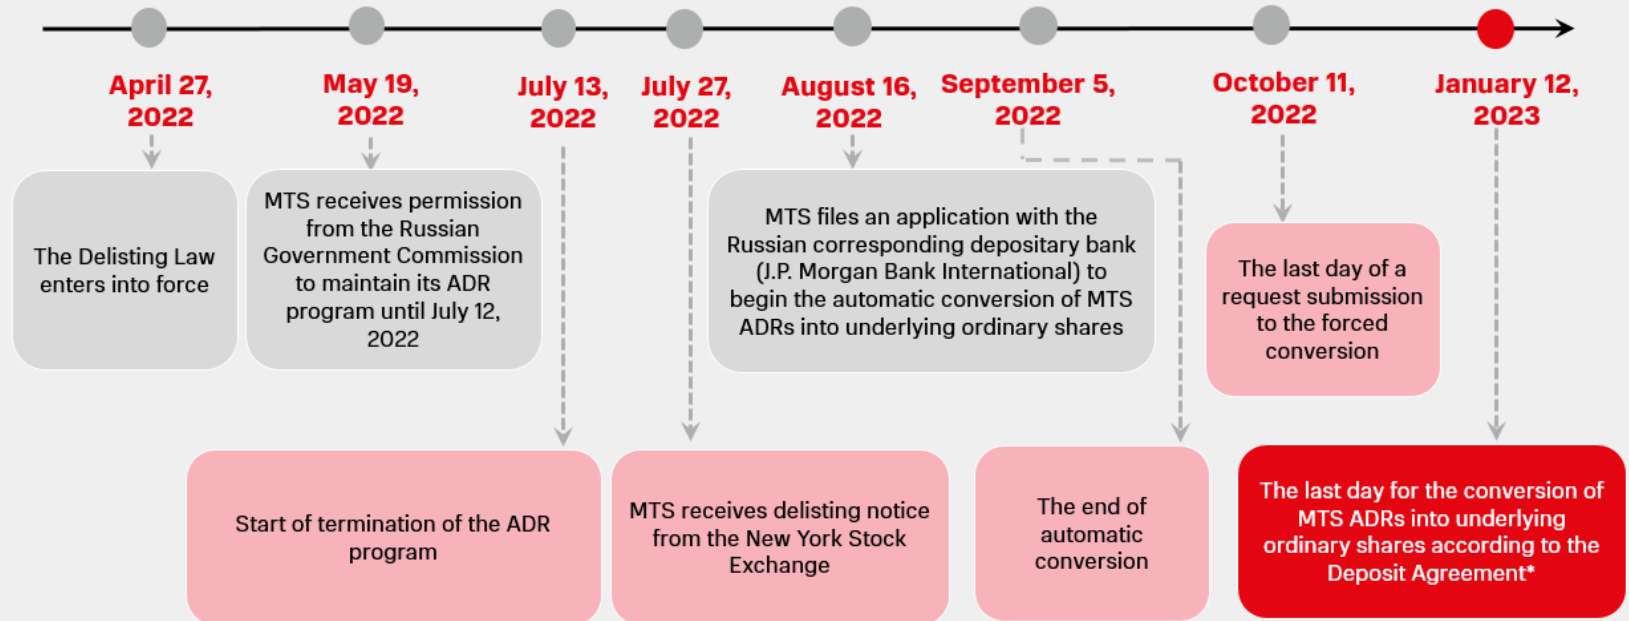 April 27,
2022
May 19,
2022
July 13,
2022
July 27,
2022
August 16,
2022
September 5,
2022
October 11,
2022
January 12,
2023
The Delisting Law
enters into force
MTS receives permission
from the Russian
Government Commission
to maintain its ADR
program until July 12,
2022
MTS files an application with the
Russian corresponding depositary bank
(J.P. Morgan Bank International) to
begin the automatic conversion of MTS
ADRs into underlying ordinary shares
The last day of a
request submission
to the forced
conversion
Start of termination of the ADR
program
MTS receives delisting notice
from the New York Stock
Exchange
The end of
automatic
conversion
The last day for the conversion of
MTS ADRs into underlying
ordinary shares according to the
Deposit Agreement*